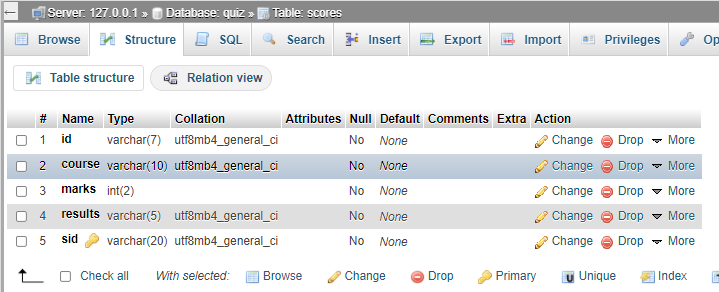 Server: 127.0.0.1 » Database: quiz » Table: scores
Browse Structure SQL Search Insert Export Import Privileges Op
Table structure Relation view
# Name Type Collation Attributes Null Default Comments Extra Action
1 id varchar(7) utf8mb4_general_ci No None Change Drop More
2 course varchar(10) utf8mb4_general_ci No None Change Drop More
3 marks int(2) No None Change Drop More
4 results varchar(5) utf8mb4_general_ci No None Change Drop More
5 sid varchar(20) utf8mb4_general_ci No None Change Drop More
Check all With selected: Browse Change Drop Primary Unique Index